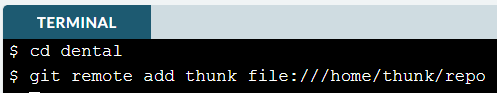 TERMINAL
$ cd dental
$ git remote add thunk file:///home/thunk/repo